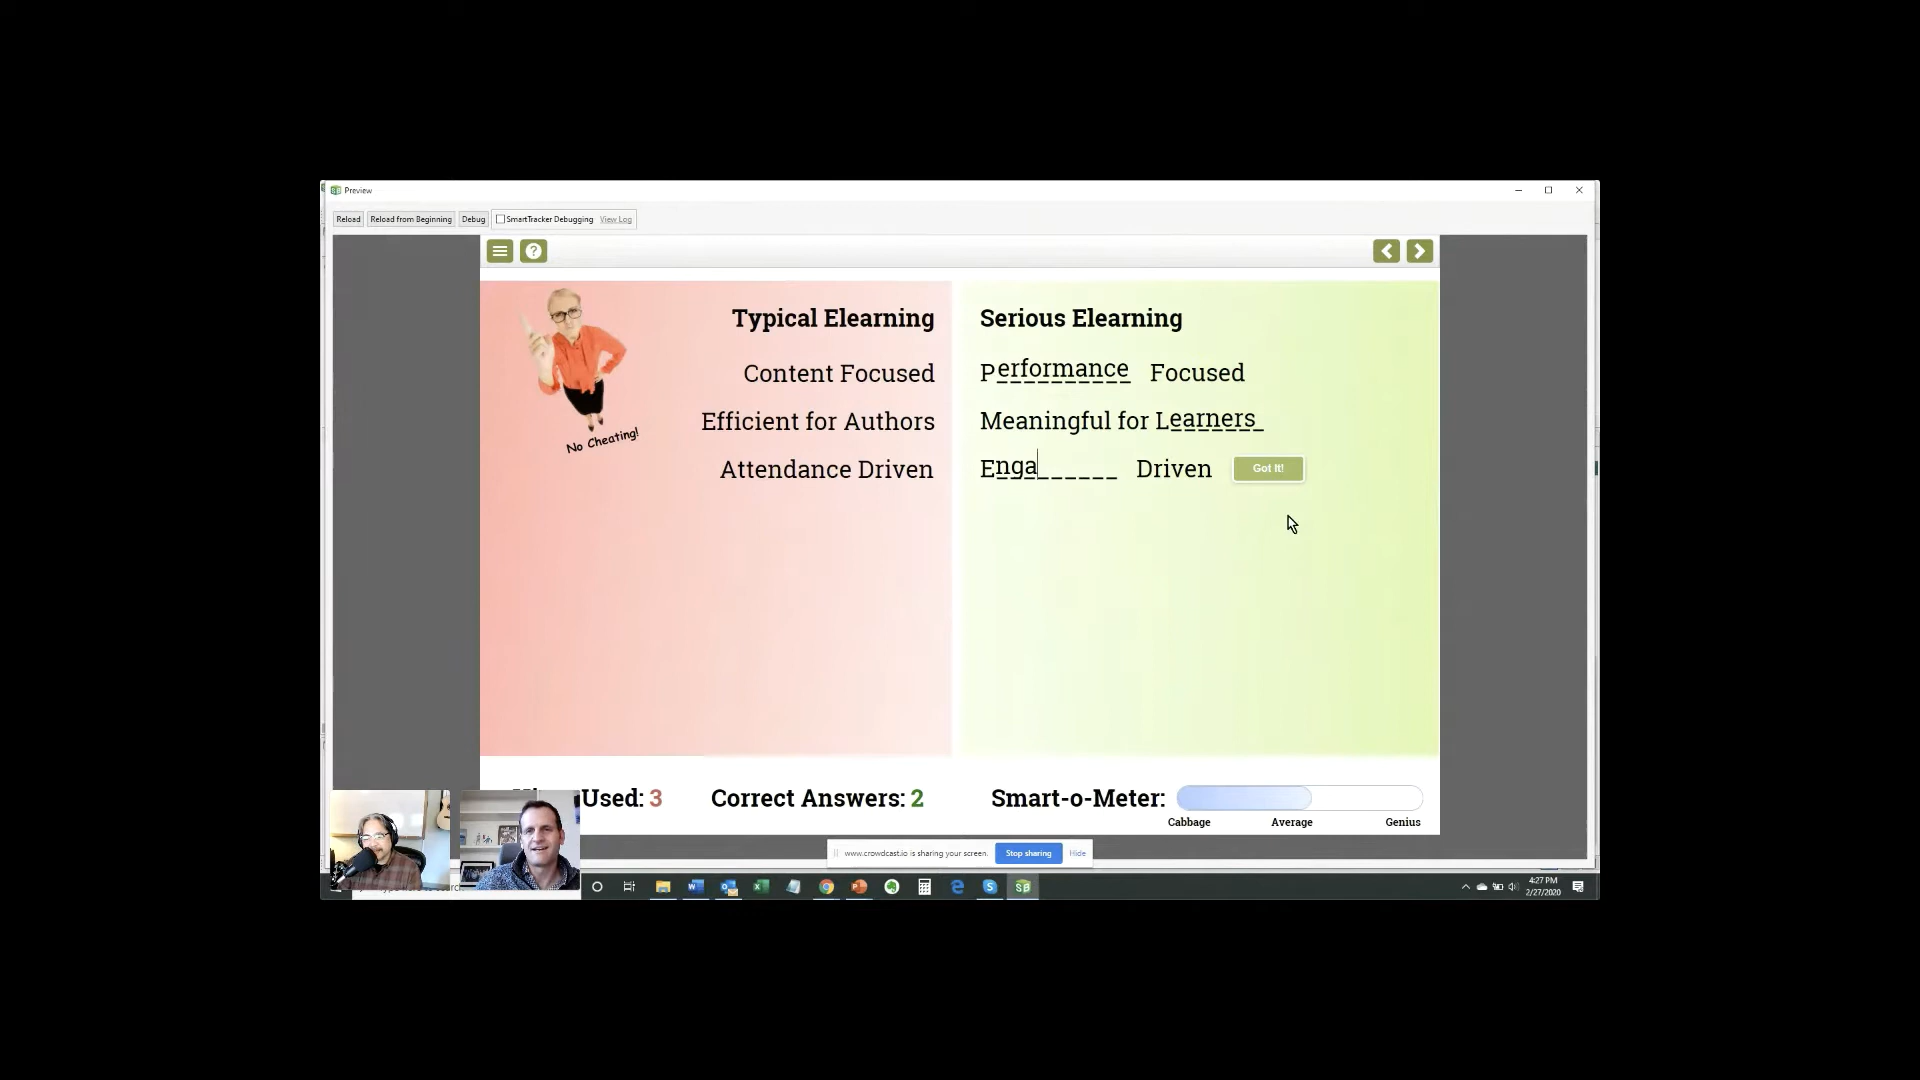 Preview
Reload Reload from Beginning Debug SmartTracker Debugging View Log
Typical Elearning
Serious Elearning
Content Focused
Performance Focused
Efficient for Authors
Meaningful for Learners_
Attendance Driven
Enga______ Driven Got It!
No Cheating!
Used: 3
Correct Answers: 2
Smart-o-Meter:
Cabbage Average Genius
www.crowdcast.io is sharing your screen. Stop sharing Hide
4:27 PM
2/27/2020